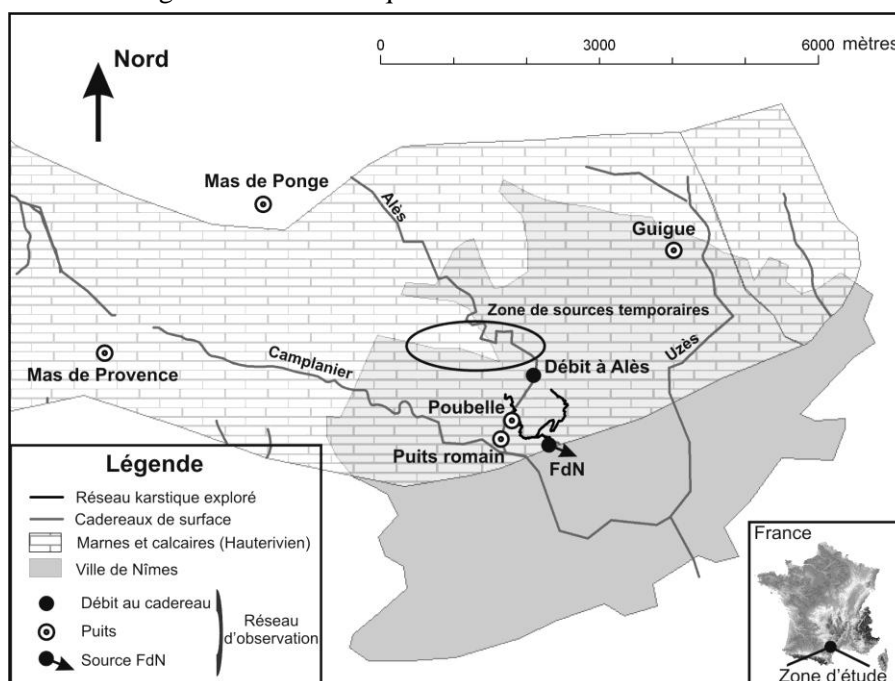 0 3000 6000 mètres
Nord
Mas de Ponge
Alès
Guigue
Zone de sources temporaires
Camplanier
Uzès
Mas de Provence
Débit à Alès
Poubelle
Puits romain
FdN
Légende
Réseau karstique exploré
Cadereaux de surface
Marnes et calcaires (Hauterivien)
Ville de Nîmes
Débit au cadereau
Puits
Source FdN
Réseau
d'observation
France
Zone d'étude